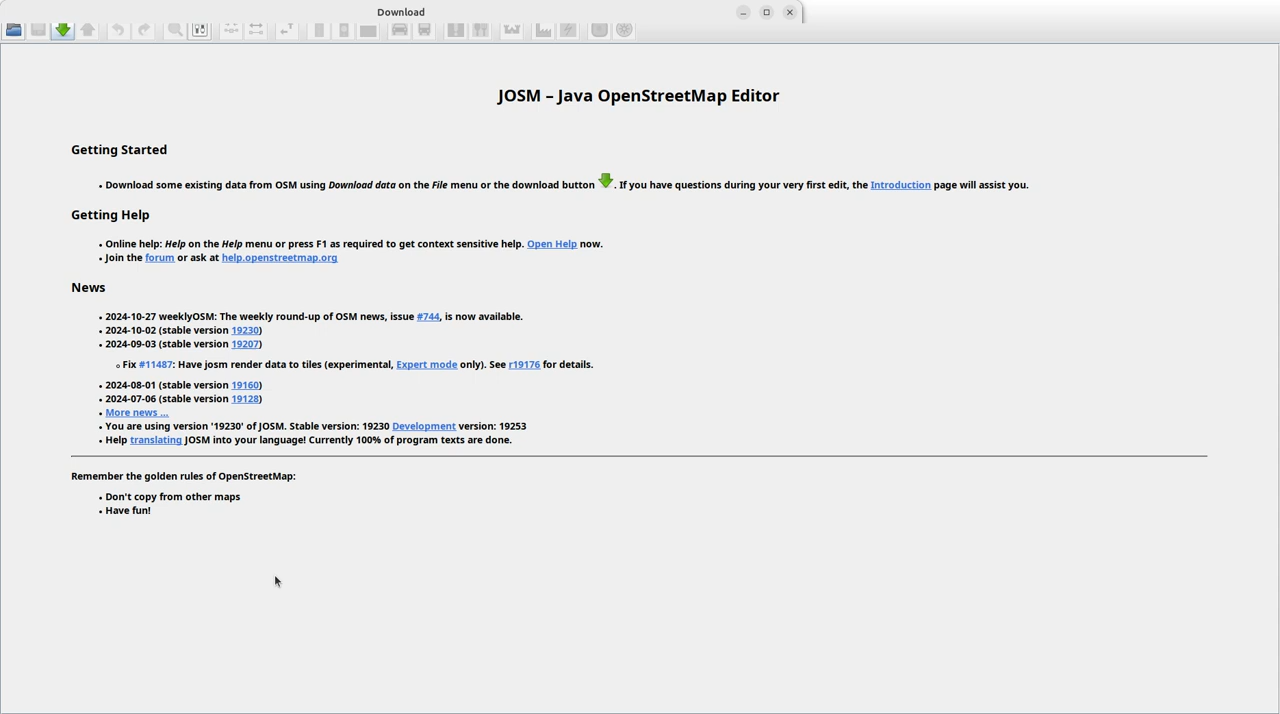 Download
JOSM – Java OpenStreetMap Editor
Getting Started
• Download some existing data from OSM using Download data on the File menu or the download button . If you have questions during your very first edit, the Introduction page will assist you.
Getting Help
• Online help: Help on the Help menu or press F1 as required to get context sensitive help. Open Help now.
• Join the forum or ask at help.openstreetmap.org
News
• 2024-10-27 weeklyOSM: The weekly round-up of OSM news, issue #744, is now available.
• 2024-10-02 (stable version 19230)
• 2024-09-03 (stable version 19207)
◦ Fix #11487: Have josm render data to tiles (experimental, Expert mode only). See r19176 for details.
• 2024-08-01 (stable version 19160)
• 2024-07-06 (stable version 19128)
• More news ...
• You are using version '19230' of JOSM. Stable version: 19230 Development version: 19253
• Help translating JOSM into your language! Currently 100% of program texts are done.
Remember the golden rules of OpenStreetMap:
• Don't copy from other maps
• Have fun!